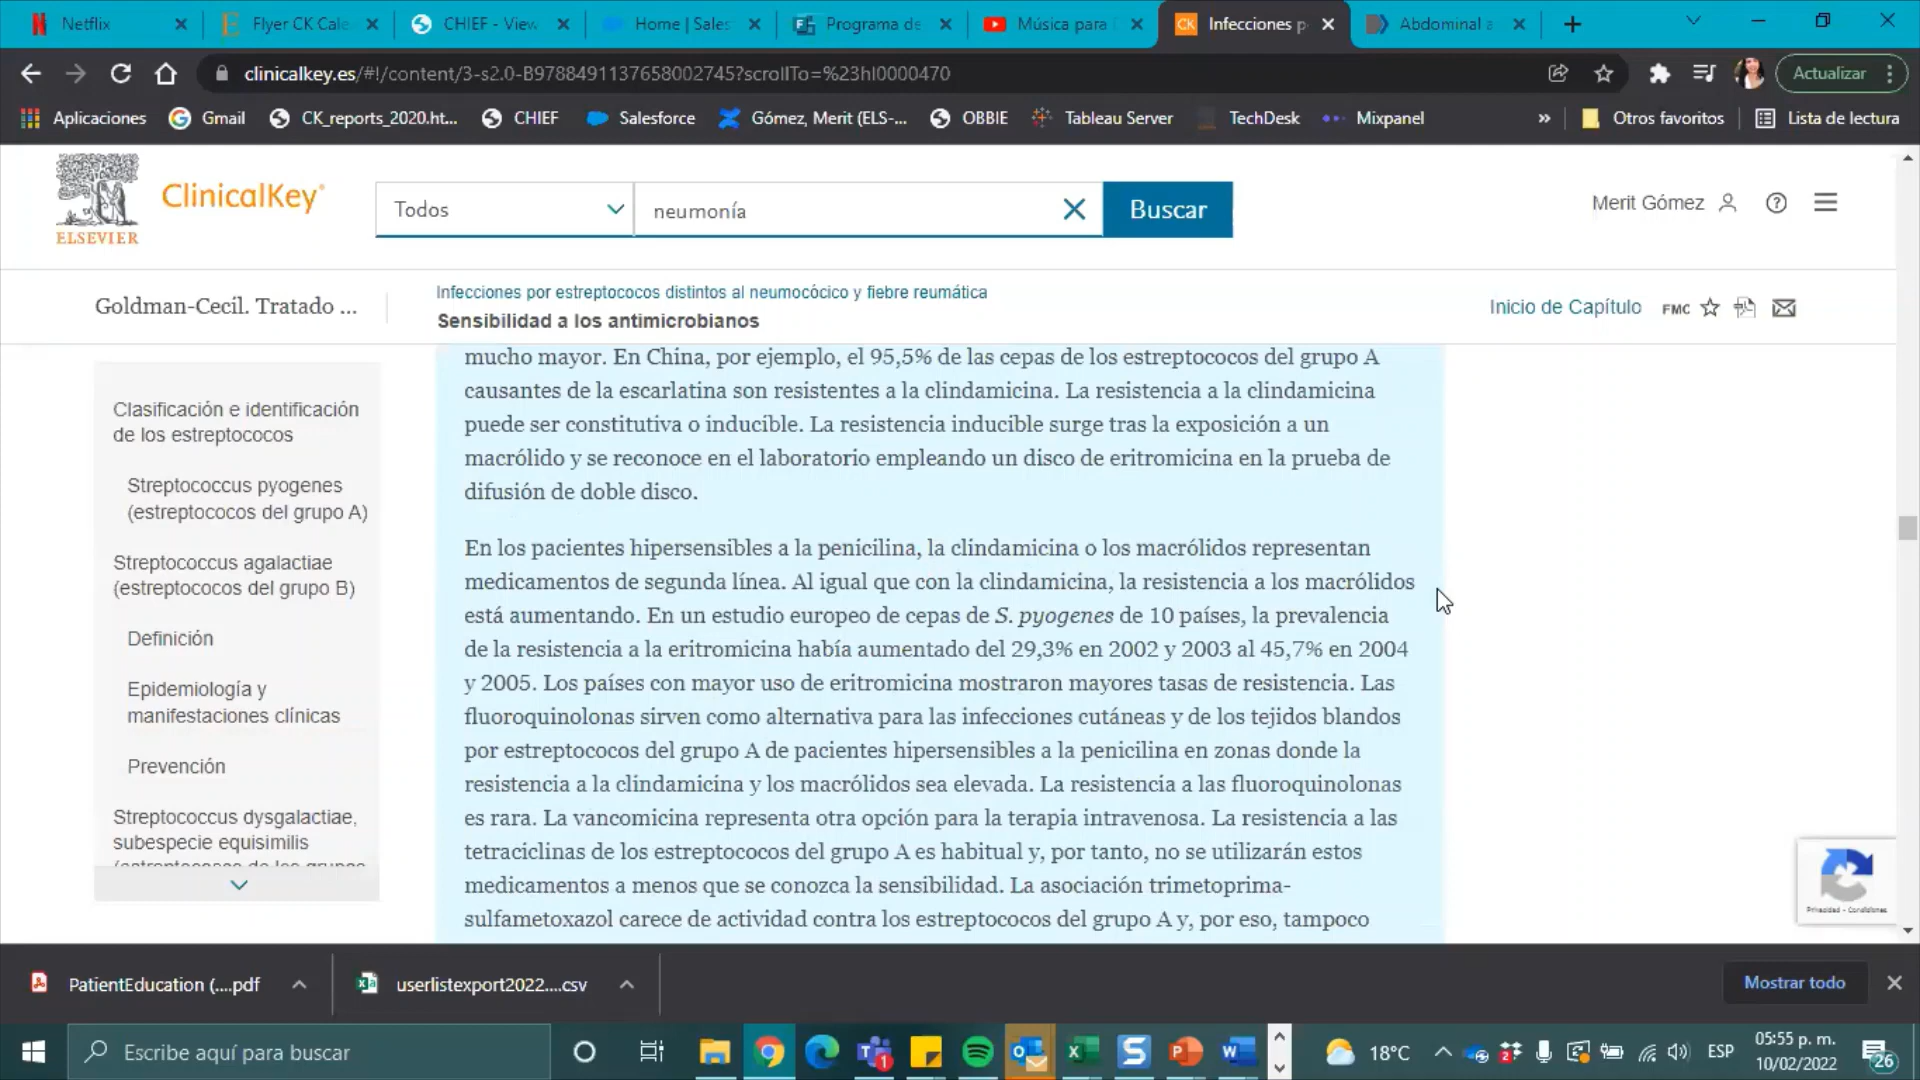 Netflix
Flyer CK Cale
CHIEF - View
Home | Sales
Programa de
Música para
CK
Infecciones p
Abdominal a
clinicalkey.es/#!/content/3-s2.0-B9788491137658002745?scrollTo=%23hl0000470
Actualizar
Aplicaciones
Gmail
CK_reports_2020.ht...
CHIEF
Salesforce
Gómez, Merit (ELS-...
OBBIE
Tableau Server
TechDesk
Mixpanel
»
Otros favoritos
Lista de lectura
ELSEVIER
ClinicalKey®
Todos
neumonía
Buscar
Merit Gómez
Goldman-Cecil. Tratado ...
Infecciones por estreptococos distintos al neumocócico y fiebre reumática
Sensibilidad a los antimicrobianos
Inicio de Capítulo
FMC
Clasificación e identificación
de los estreptococos
Streptococcus pyogenes
(estreptococos del grupo A)
Streptococcus agalactiae
(estreptococos del grupo B)
Definición
Epidemiología y
manifestaciones clínicas
Prevención
Streptococcus dysgalactiae,
subespecie equisimilis
(estreptococos de los grupos
mucho mayor. En China, por ejemplo, el 95,5% de las cepas de los estreptococos del grupo A
causantes de la escarlatina son resistentes a la clindamicina. La resistencia a la clindamicina
puede ser constitutiva o inducible. La resistencia inducible surge tras la exposición a un
macrólido y se reconoce en el laboratorio empleando un disco de eritromicina en la prueba de
difusión de doble disco.
En los pacientes hipersensibles a la penicilina, la clindamicina o los macrólidos representan
medicamentos de segunda línea. Al igual que con la clindamicina, la resistencia a los macrólidos
está aumentando. En un estudio europeo de cepas de S. pyogenes de 10 países, la prevalencia
de la resistencia a la eritromicina había aumentado del 29,3% en 2002 y 2003 al 45,7% en 2004
y 2005. Los países con mayor uso de eritromicina mostraron mayores tasas de resistencia. Las
fluoroquinolonas sirven como alternativa para las infecciones cutáneas y de los tejidos blandos
por estreptococos del grupo A de pacientes hipersensibles a la penicilina en zonas donde la
resistencia a la clindamicina y los macrólidos sea elevada. La resistencia a las fluoroquinolonas
es rara. La vancomicina representa otra opción para la terapia intravenosa. La resistencia a las
tetraciclinas de los estreptococos del grupo A es habitual y, por tanto, no se utilizarán estos
medicamentos a menos que se conozca la sensibilidad. La asociación trimetoprima-
sulfametoxazol carece de actividad contra los estreptococos del grupo A y, por eso, tampoco
Privacidad - Condiciones
PatientEducation (....pdf
userlistexport2022....csv
Mostrar todo
Escribe aquí para buscar
18°C
ESP
05:55 p. m.
10/02/2022
26